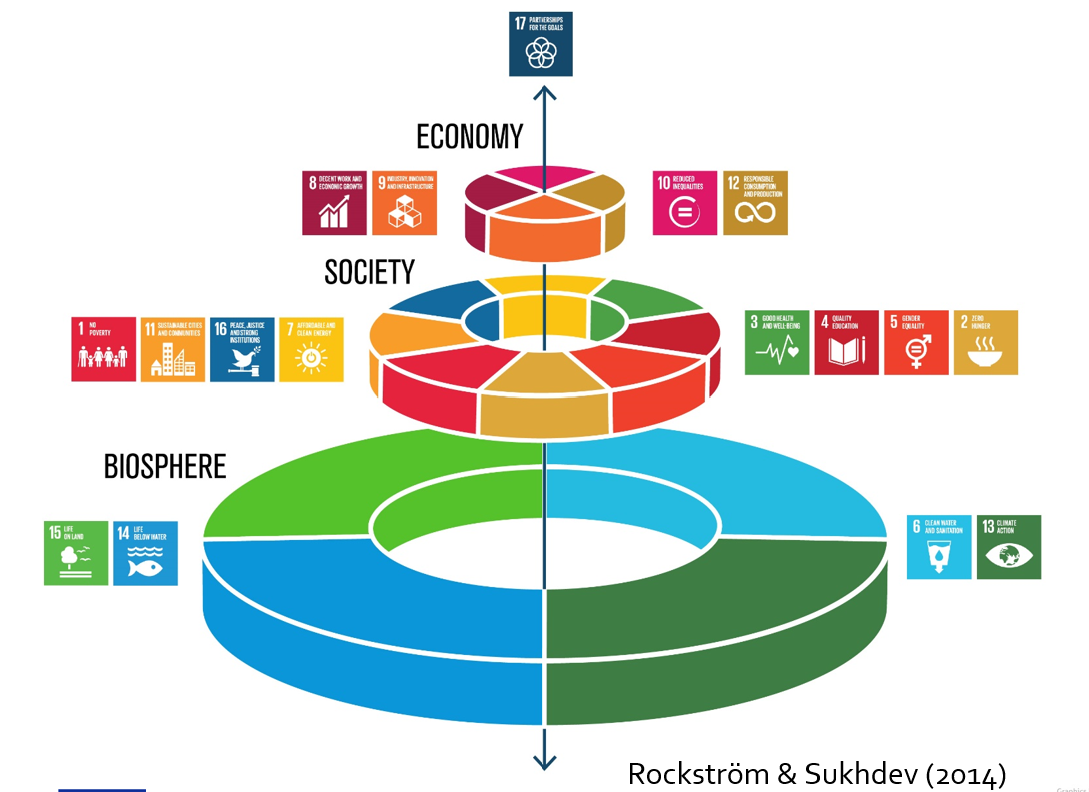 17 PARTNERSHIPS
FOR THE GOALS
ECONOMY
8 DECENT WORK AND
ECONOMIC GROWTH
9 INDUSTRY, INNOVATION
AND INFRASTRUCTURE
10 REDUCED
INEQUALITIES
12 RESPONSIBLE
CONSUMPTION
AND PRODUCTION
SOCIETY
1 NO
POVERTY
11 SUSTAINABLE CITIES
AND COMMUNITIES
16 PEACE, JUSTICE
AND STRONG
INSTITUTIONS
7 AFFORDABLE AND
CLEAN ENERGY
3 GOOD HEALTH
AND WELL-BEING
4 QUALITY
EDUCATION
5 GENDER
EQUALITY
2 ZERO
HUNGER
BIOSPHERE
15 LIFE
ON LAND
14 LIFE
BELOW WATER
6 CLEAN WATER
AND SANITATION
13 CLIMATE
ACTION
Rockström & Sukhdev (2014)